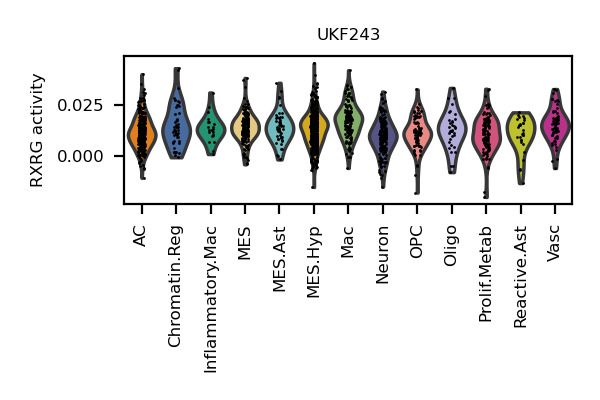 UKF243
RXRG activity
0.025
0.000
AC
Chromatin.Reg
Inflammatory.Mac
MES
MES.Ast
MES.Hyp
Mac
Neuron
OPC
Oligo
Prolif.Metab
Reactive.Ast
Vasc